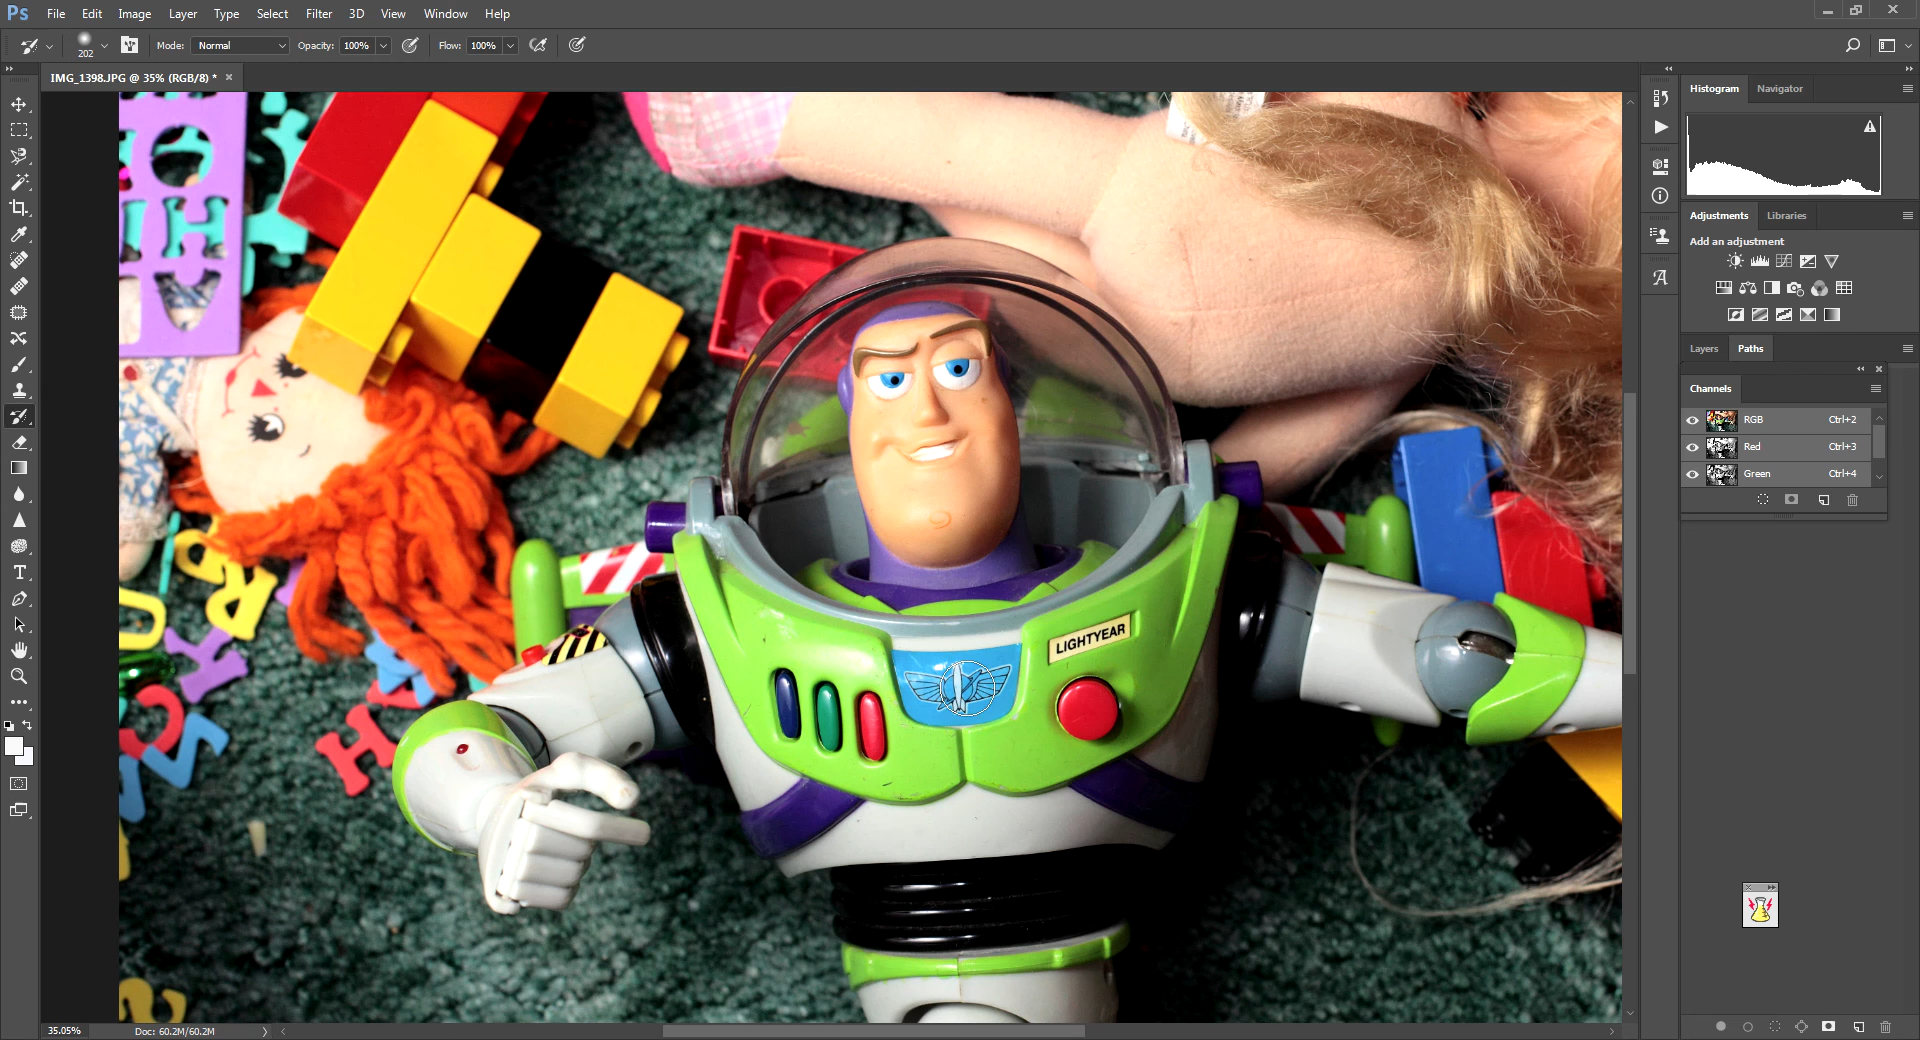 Ps File Edit Image Layer Type Select Filter 3D View Window Help
202 Mode: Normal Opacity: 100% Flow: 100%
IMG_1398.JPG @ 35% (RGB/8) * ×
Histogram Navigator
Adjustments Libraries
Add an adjustment
Layers Paths
Channels
RGB Ctrl+2
Red Ctrl+3
Green Ctrl+4
LIGHTYEAR
35.05% Doc: 60.2M/60.2M